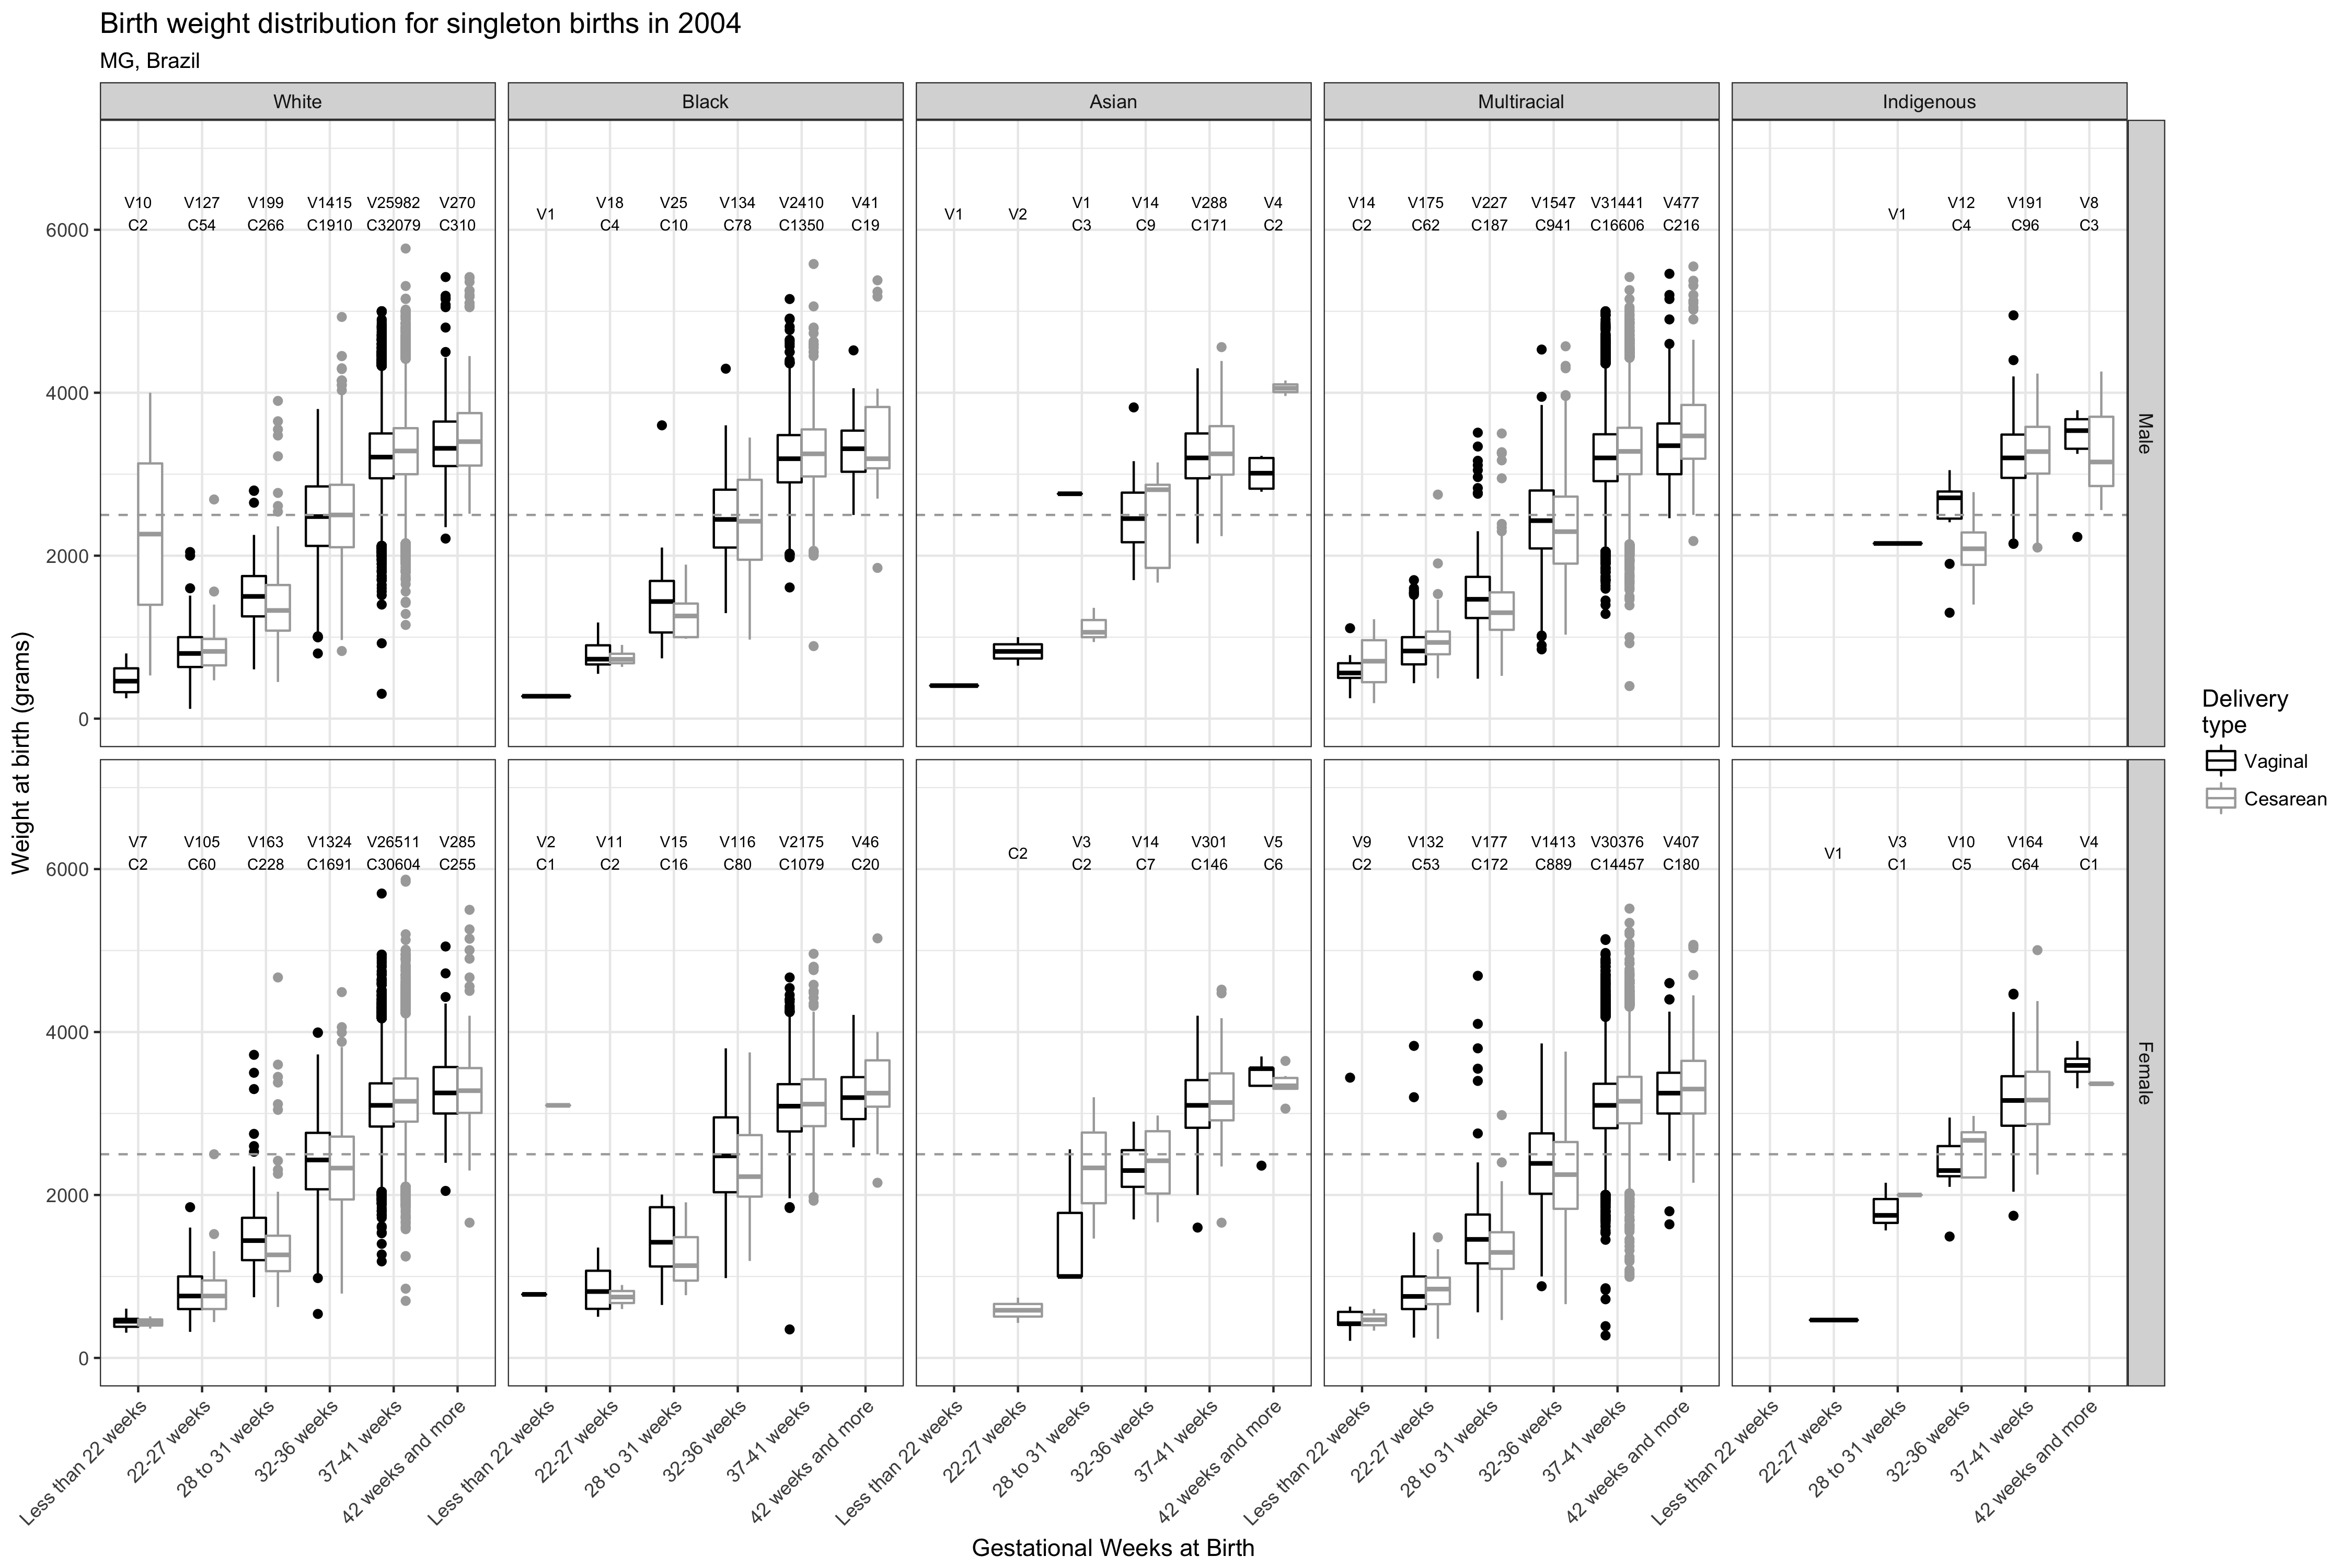 Birth weight distribution for singleton births in 2004
MG, Brazil
White Black Asian Multiracial Indigenous
V10 V127 V199 V1415 V25982 V270 V1 V18 V25 V134 V2410 V41 V1 V2 V1 V14 V288 V4 V14 V175 V227 V1547 V31441 V477 V1 V12 V191 V8
C2 C54 C266 C1910 C32079 C310 C4 C10 C78 C1350 C19 C3 C9 C171 C2 C2 C62 C187 C941 C16606 C216 C4 C96 C3
6000
4000
2000
0
Male
V7 V105 V163 V1324 V26511 V285 V2 V11 V15 V116 V2175 V46 C2 V3 V14 V301 V5 V9 V132 V177 V1413 V30376 V407 V1 V3 V10 V164 V4
C2 C60 C228 C1691 C30604 C255 C1 C2 C16 C80 C1079 C20 C2 C7 C146 C6 C2 C53 C172 C889 C14457 C180 C1 C5 C64 C1
6000
4000
2000
0
Female
Weight at birth (grams)
Less than 22 weeks 22-27 weeks 28 to 31 weeks 32-36 weeks 37-41 weeks 42 weeks and more
Less than 22 weeks 22-27 weeks 28 to 31 weeks 32-36 weeks 37-41 weeks 42 weeks and more
Less than 22 weeks 22-27 weeks 28 to 31 weeks 32-36 weeks 37-41 weeks 42 weeks and more
Less than 22 weeks 22-27 weeks 28 to 31 weeks 32-36 weeks 37-41 weeks 42 weeks and more
Less than 22 weeks 22-27 weeks 28 to 31 weeks 32-36 weeks 37-41 weeks 42 weeks and more
Gestational Weeks at Birth
Delivery
type
Vaginal
Cesarean